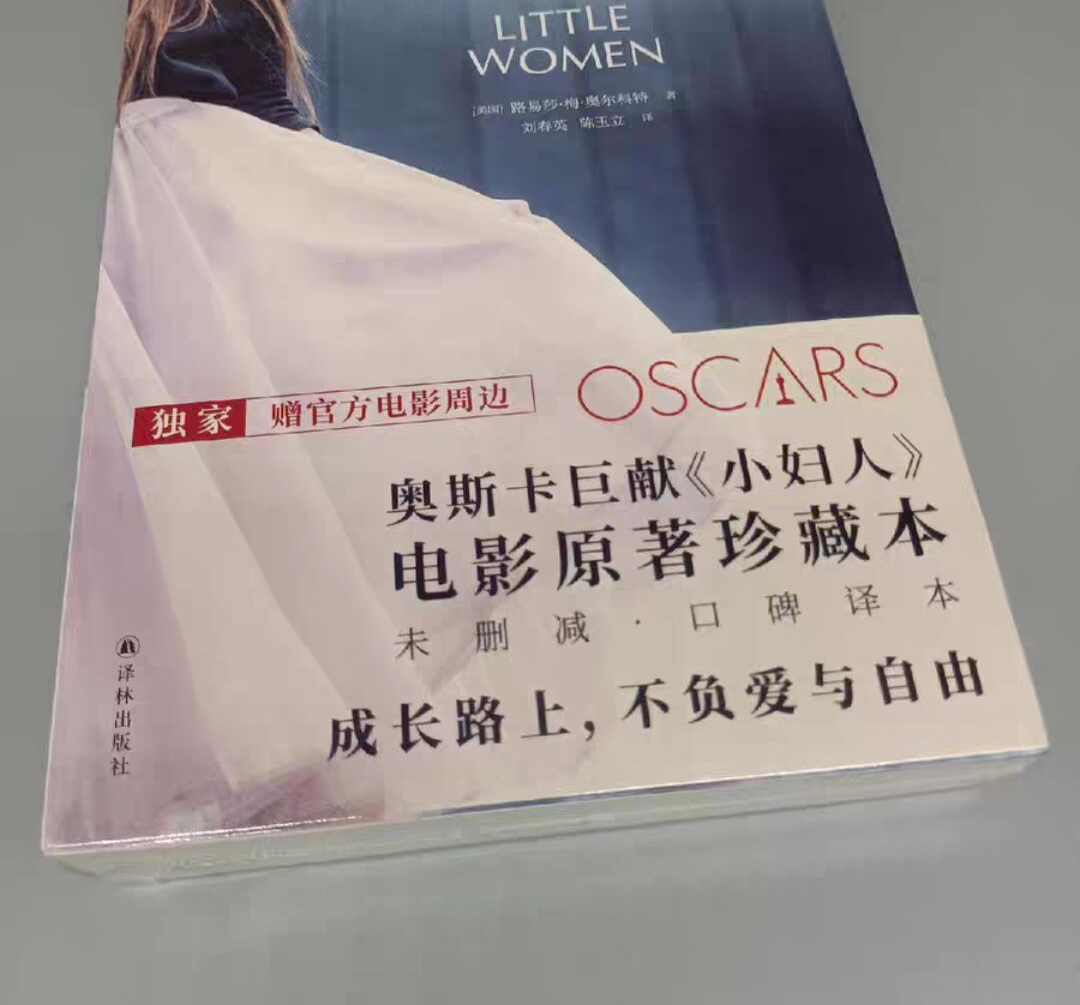 LITTLE
WOMEN
[美国] 路易莎·梅·奥尔科特 著
刘春英 陈玉立 译
独家 赠官方电影周边
OSCARS
奥斯卡巨献《小妇人》
电影原著珍藏本
未删减·口碑译本
成长路上，不负爱与自由
译林出版社